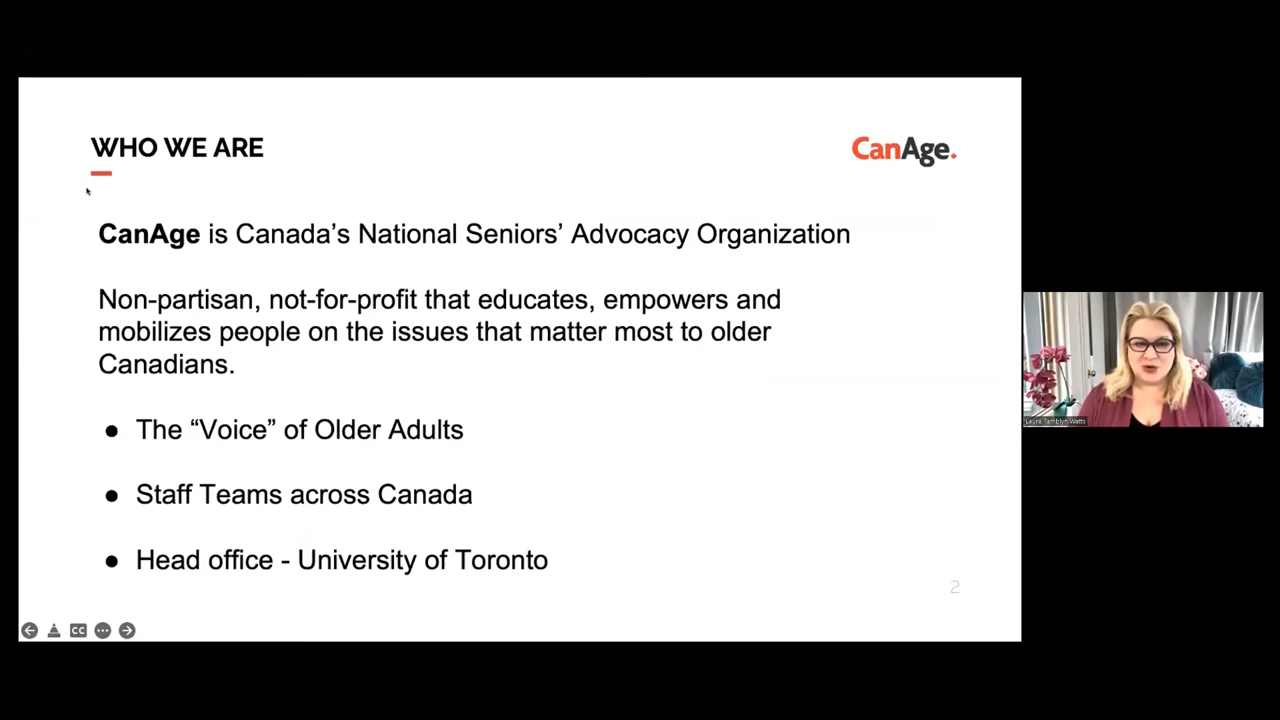 WHO WE ARE
CanAge.
CanAge is Canada's National Seniors' Advocacy Organization
Non-partisan, not-for-profit that educates, empowers and
mobilizes people on the issues that matter most to older
Canadians.
● The “Voice” of Older Adults
● Staff Teams across Canada
● Head office - University of Toronto
2
CC
Laura Tamblyn Watts